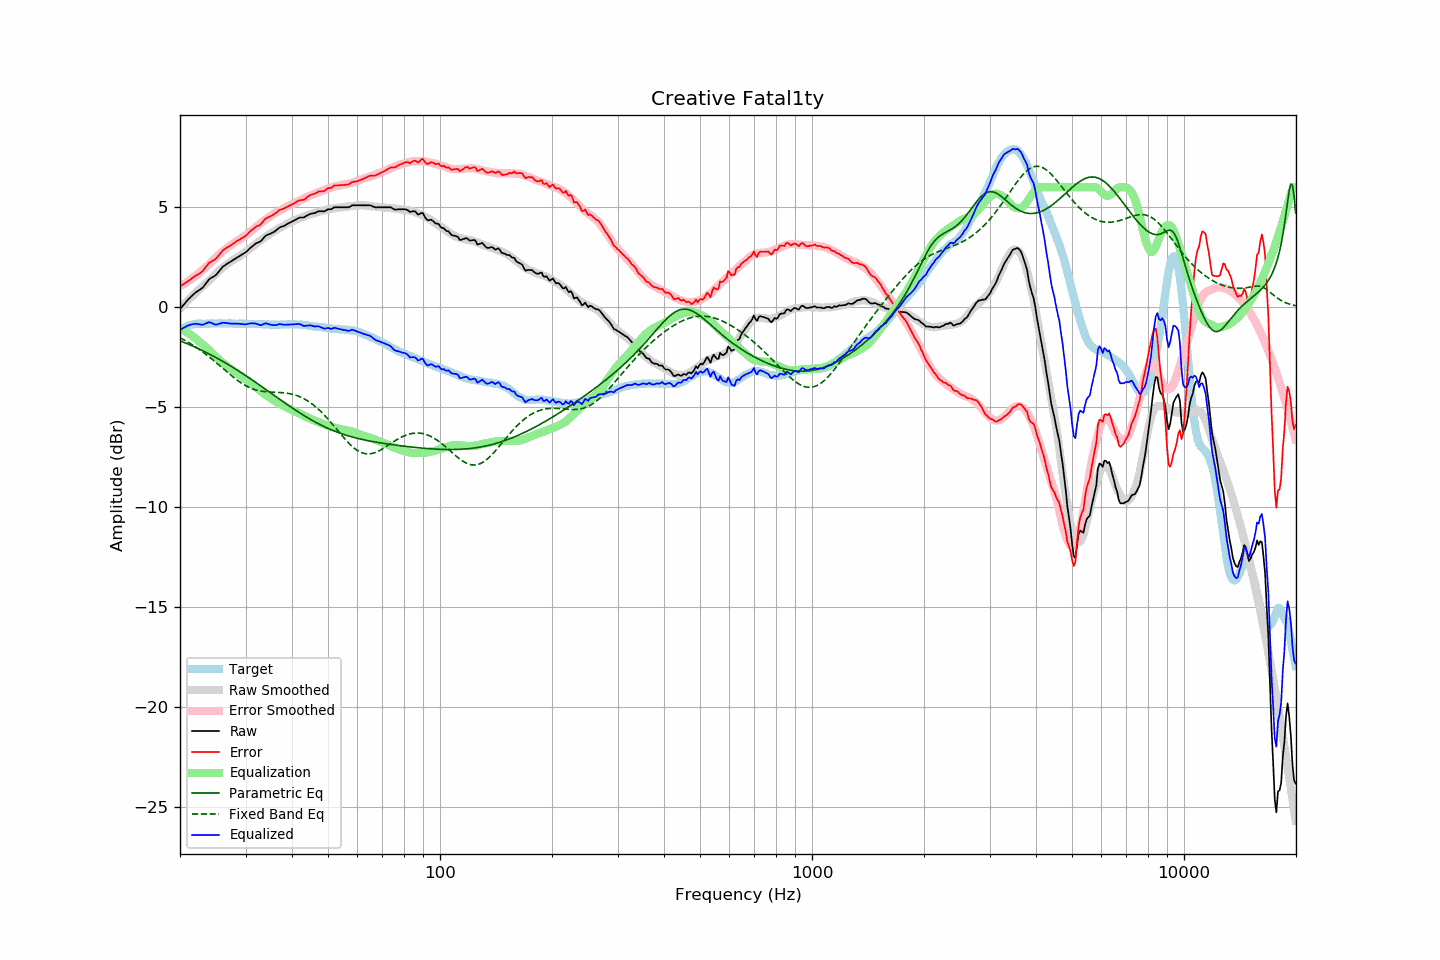 Creative Fatal1ty
Amplitude (dBr)
5
0
−5
−10
−15
−20
−25
Target
Raw Smoothed
Error Smoothed
Raw
Error
Equalization
Parametric Eq
Fixed Band Eq
Equalized
100
1000
10000
Frequency (Hz)